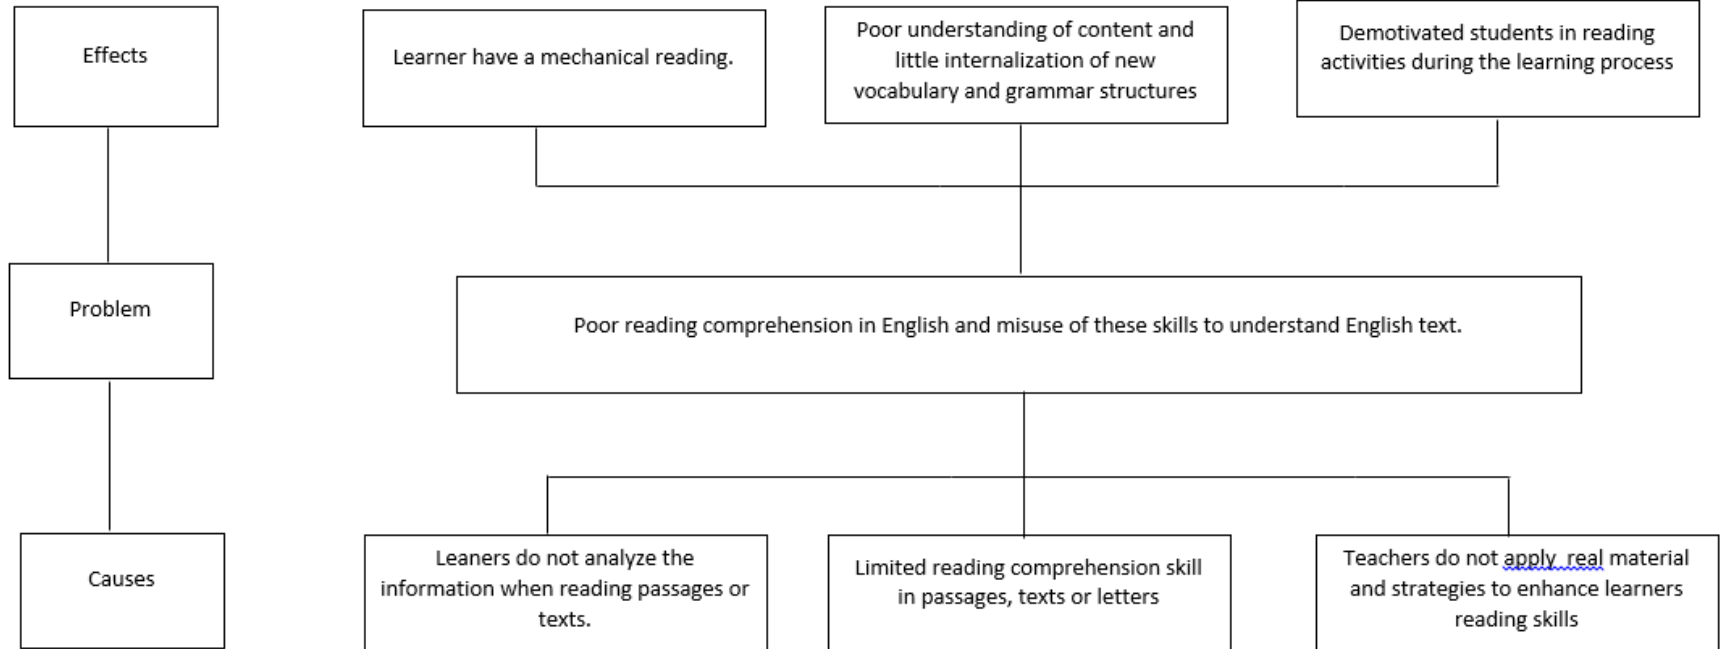 Effects
Learner have a mechanical reading.
Poor understanding of content and
little internalization of new
vocabulary and grammar structures
Demotivated students in reading
activities during the learning process
Problem
Poor reading comprehension in English and misuse of these skills to understand English text.
Causes
Leaners do not analyze the
information when reading passages or
texts.
Limited reading comprehension skill
in passages, texts or letters
Teachers do not apply  real material
and strategies to enhance learners
reading skills